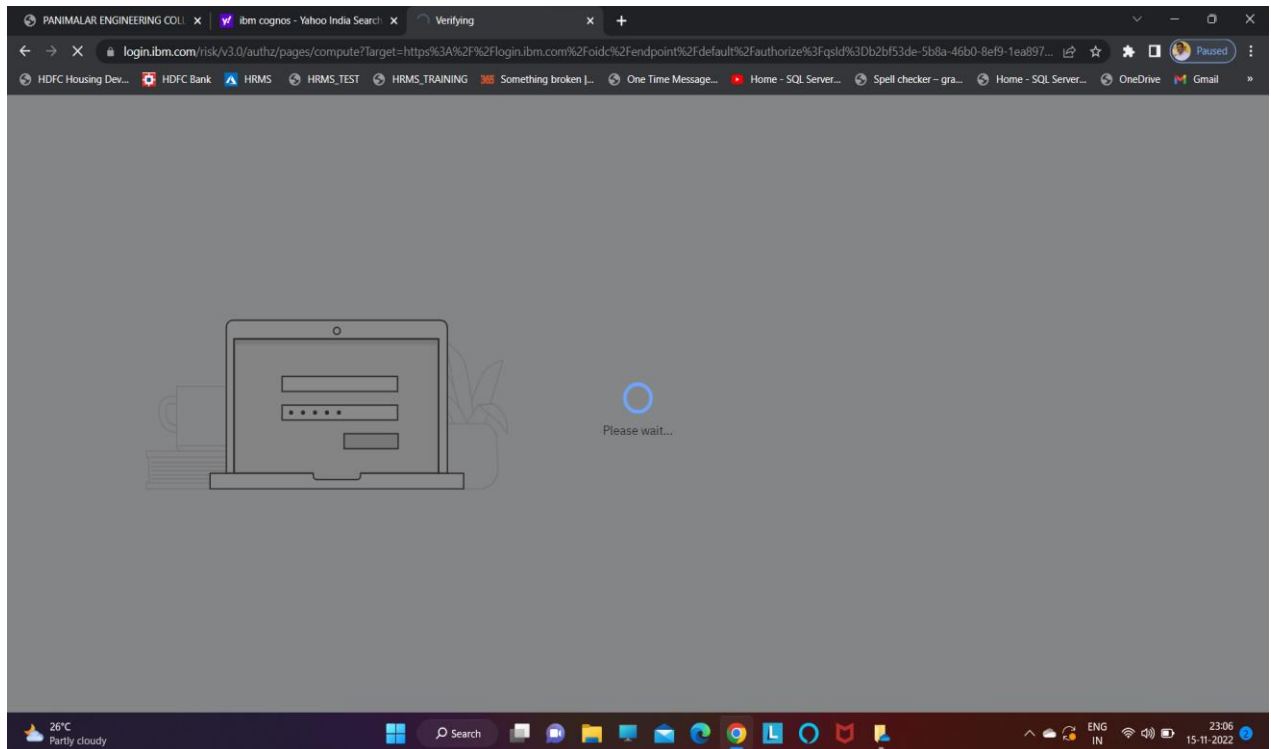 PANIMALAR ENGINEERING COLL
ibm cognos - Yahoo India Search
Verifying
login.ibm.com/risk/v3.0/authz/pages/compute?Target=https%3A%2F%2Flogin.ibm.com%2Foidc%2Fendpoint%2Fdefault%2Fauthorize%3FqsId%3Db2bf53de-5b8a-46b0-8ef9-1ea897... Paused
HDFC Housing Dev... HDFC Bank HRMS HRMS_TEST HRMS_TRAINING 365 Something broken |... One Time Message... Home - SQL Server... Spell checker – gra... Home - SQL Server... OneDrive Gmail »
Please wait...
26°C
Partly cloudy
Search
ENG
IN
23:06
15-11-2022
2